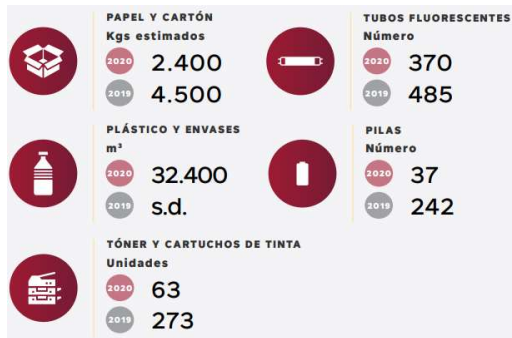 PAPEL Y CARTÓN
Kgs estimados
2020 2.400
2019 4.500
TUBOS FLUORESCENTES
Número
2020 370
2019 485
PLÁSTICO Y ENVASES
m³
2020 32.400
2019 s.d.
PILAS
Número
2020 37
2019 242
TÓNER Y CARTUCHOS DE TINTA
Unidades
2020 63
2019 273